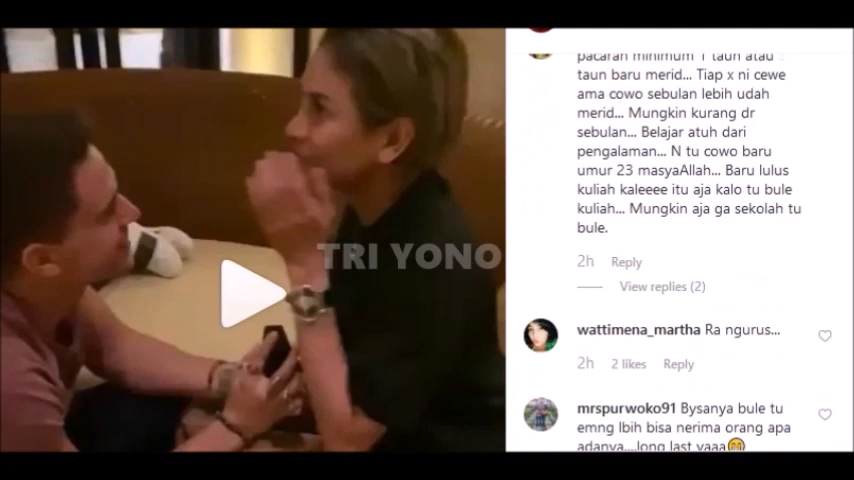 TRI YONO
pacaran minimum 1 taun atau
taun baru merid... Tiap x ni cewe
ama cowo sebulan lebih udah
merid... Mungkin kurang dr
sebulan... Belajar atuh dari
pengalaman... N tu cowo baru
umur 23 masyaAllah... Baru lulus
kuliah kaleeee itu aja kalo tu bule
kuliah... Mungkin aja ga sekolah tu
bule.
2h Reply
View replies (2)
wattimena_martha Ra ngurus...
2h 2 likes Reply
mrspurwoko91 Bysanya bule tu
emng lbih bisa nerima orang apa
adanya....long last yaaa😁